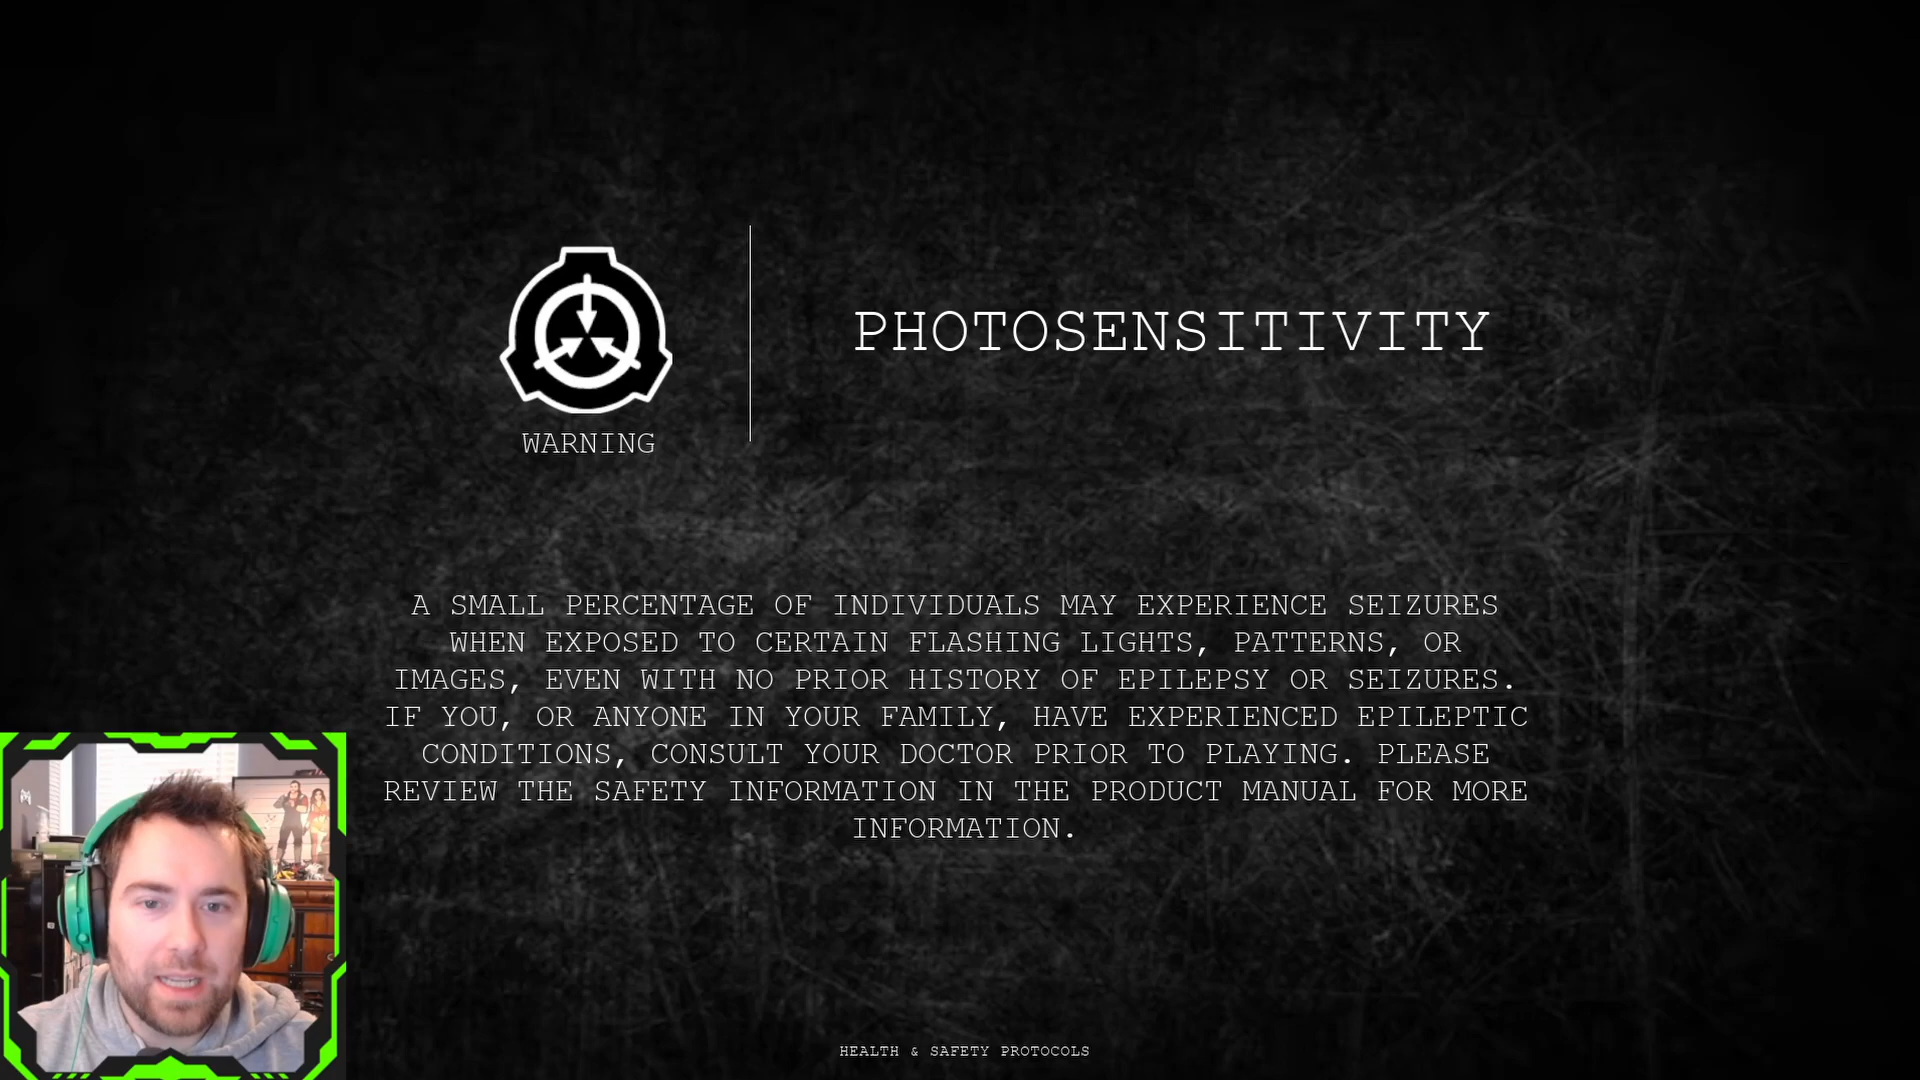 WARNING
PHOTOSENSITIVITY
A SMALL PERCENTAGE OF INDIVIDUALS MAY EXPERIENCE SEIZURES
WHEN EXPOSED TO CERTAIN FLASHING LIGHTS, PATTERNS, OR
IMAGES, EVEN WITH NO PRIOR HISTORY OF EPILEPSY OR SEIZURES.
IF YOU, OR ANYONE IN YOUR FAMILY, HAVE EXPERIENCED EPILEPTIC
CONDITIONS, CONSULT YOUR DOCTOR PRIOR TO PLAYING. PLEASE
REVIEW THE SAFETY INFORMATION IN THE PRODUCT MANUAL FOR MORE
INFORMATION.
HEALTH & SAFETY PROTOCOLS